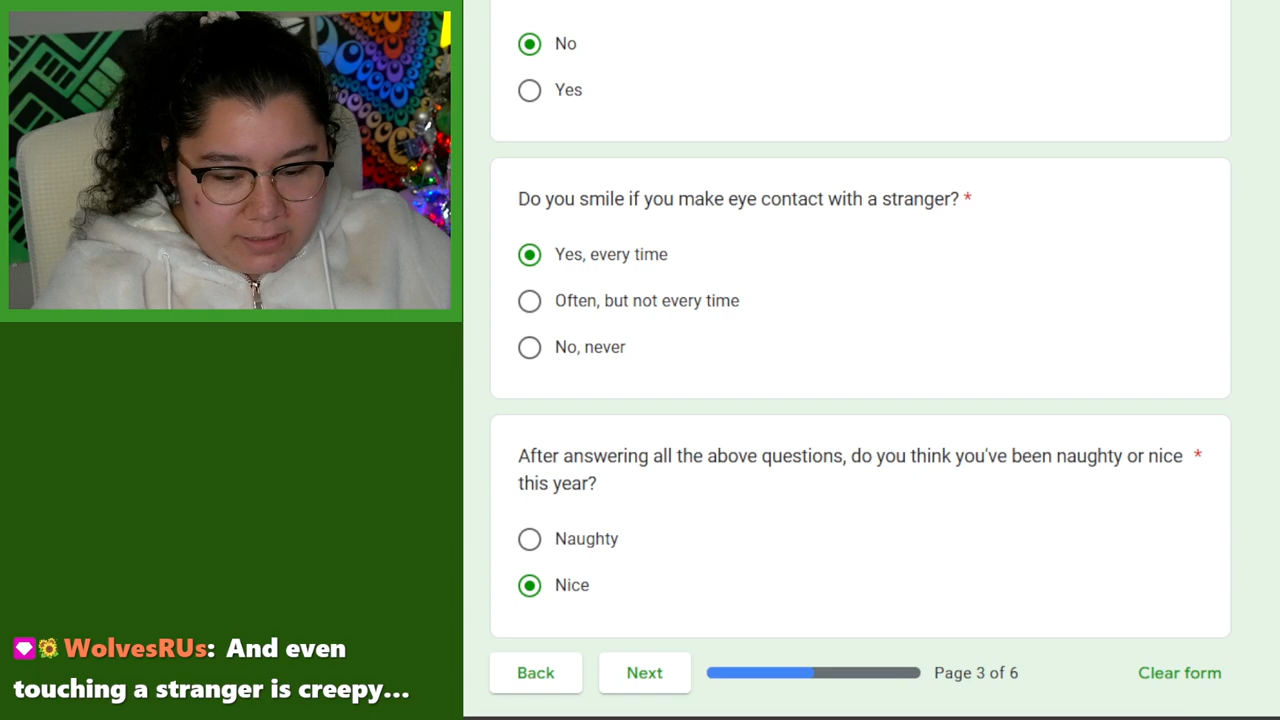 No
Yes
Do you smile if you make eye contact with a stranger? *
Yes, every time
Often, but not every time
No, never
After answering all the above questions, do you think you've been naughty or nice *
this year?
Naughty
Nice
Back
Next
Page 3 of 6
Clear form
WolvesRUs: And even
touching a stranger is creepy...